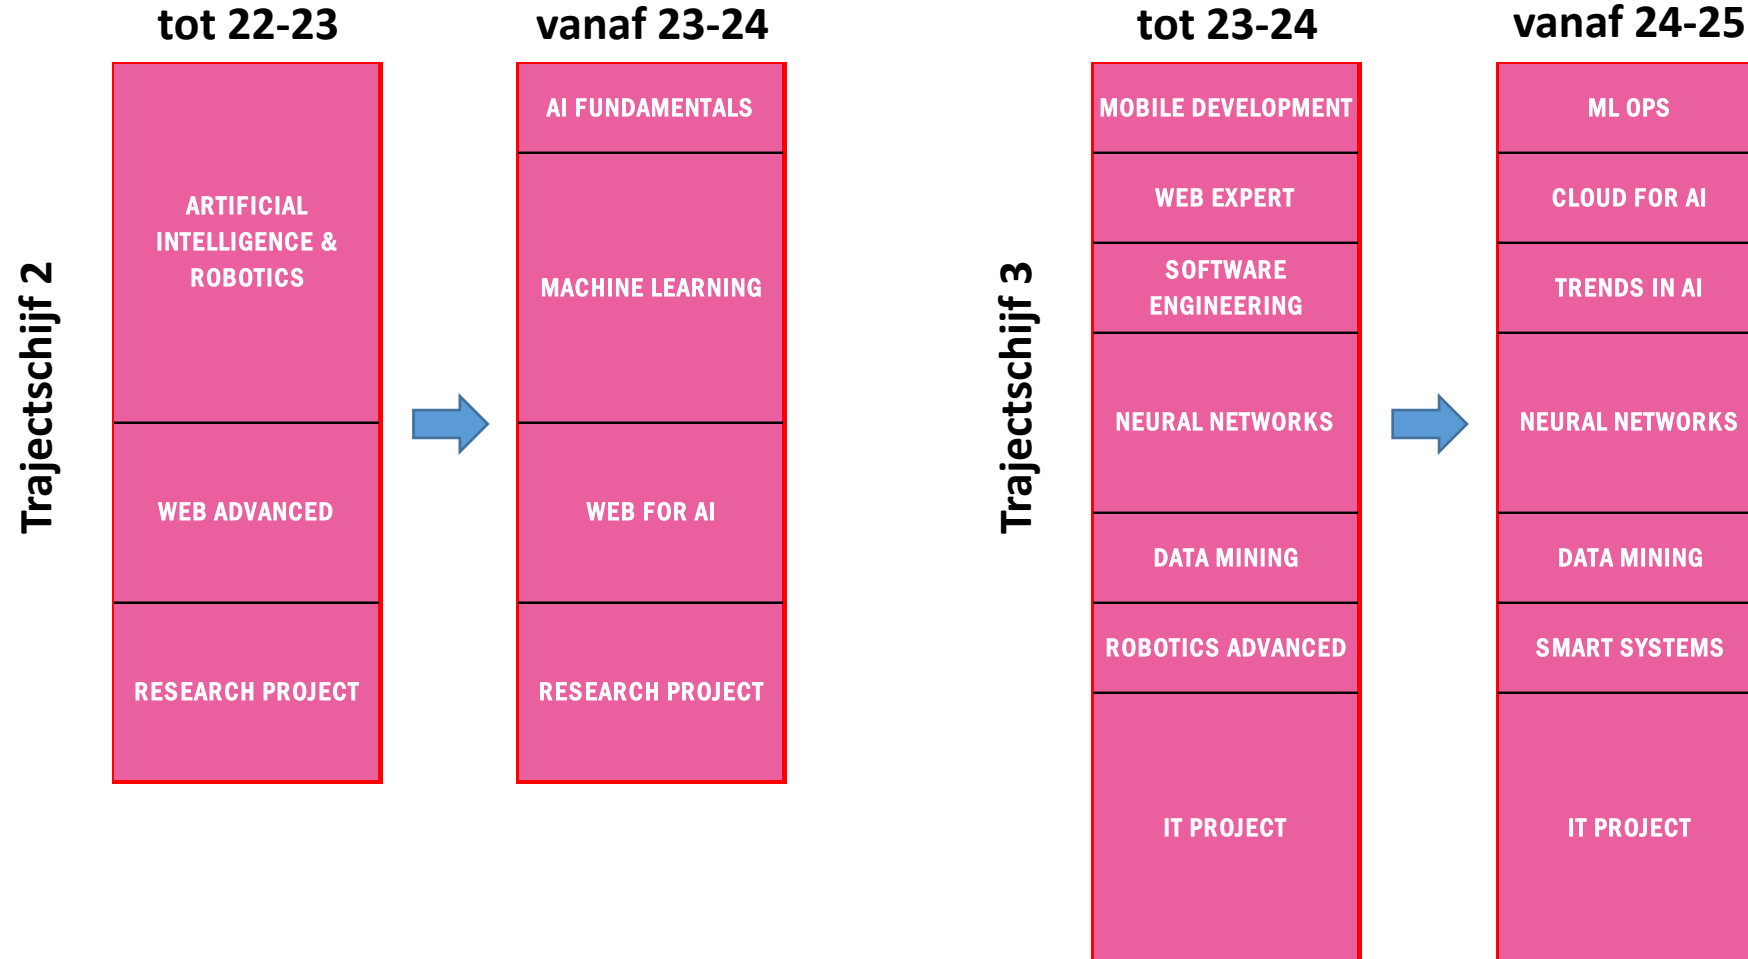 tot 22-23
vanaf 23-24
tot 23-24
vanaf 24-25
Trajectschijf 2
ARTIFICIAL
INTELLIGENCE &
ROBOTICS
WEB ADVANCED
RESEARCH PROJECT
AI FUNDAMENTALS
MACHINE LEARNING
WEB FOR AI
RESEARCH PROJECT
Trajectschijf 3
MOBILE DEVELOPMENT
WEB EXPERT
SOFTWARE
ENGINEERING
NEURAL NETWORKS
DATA MINING
ROBOTICS ADVANCED
IT PROJECT
ML OPS
CLOUD FOR AI
TRENDS IN AI
NEURAL NETWORKS
DATA MINING
SMART SYSTEMS
IT PROJECT